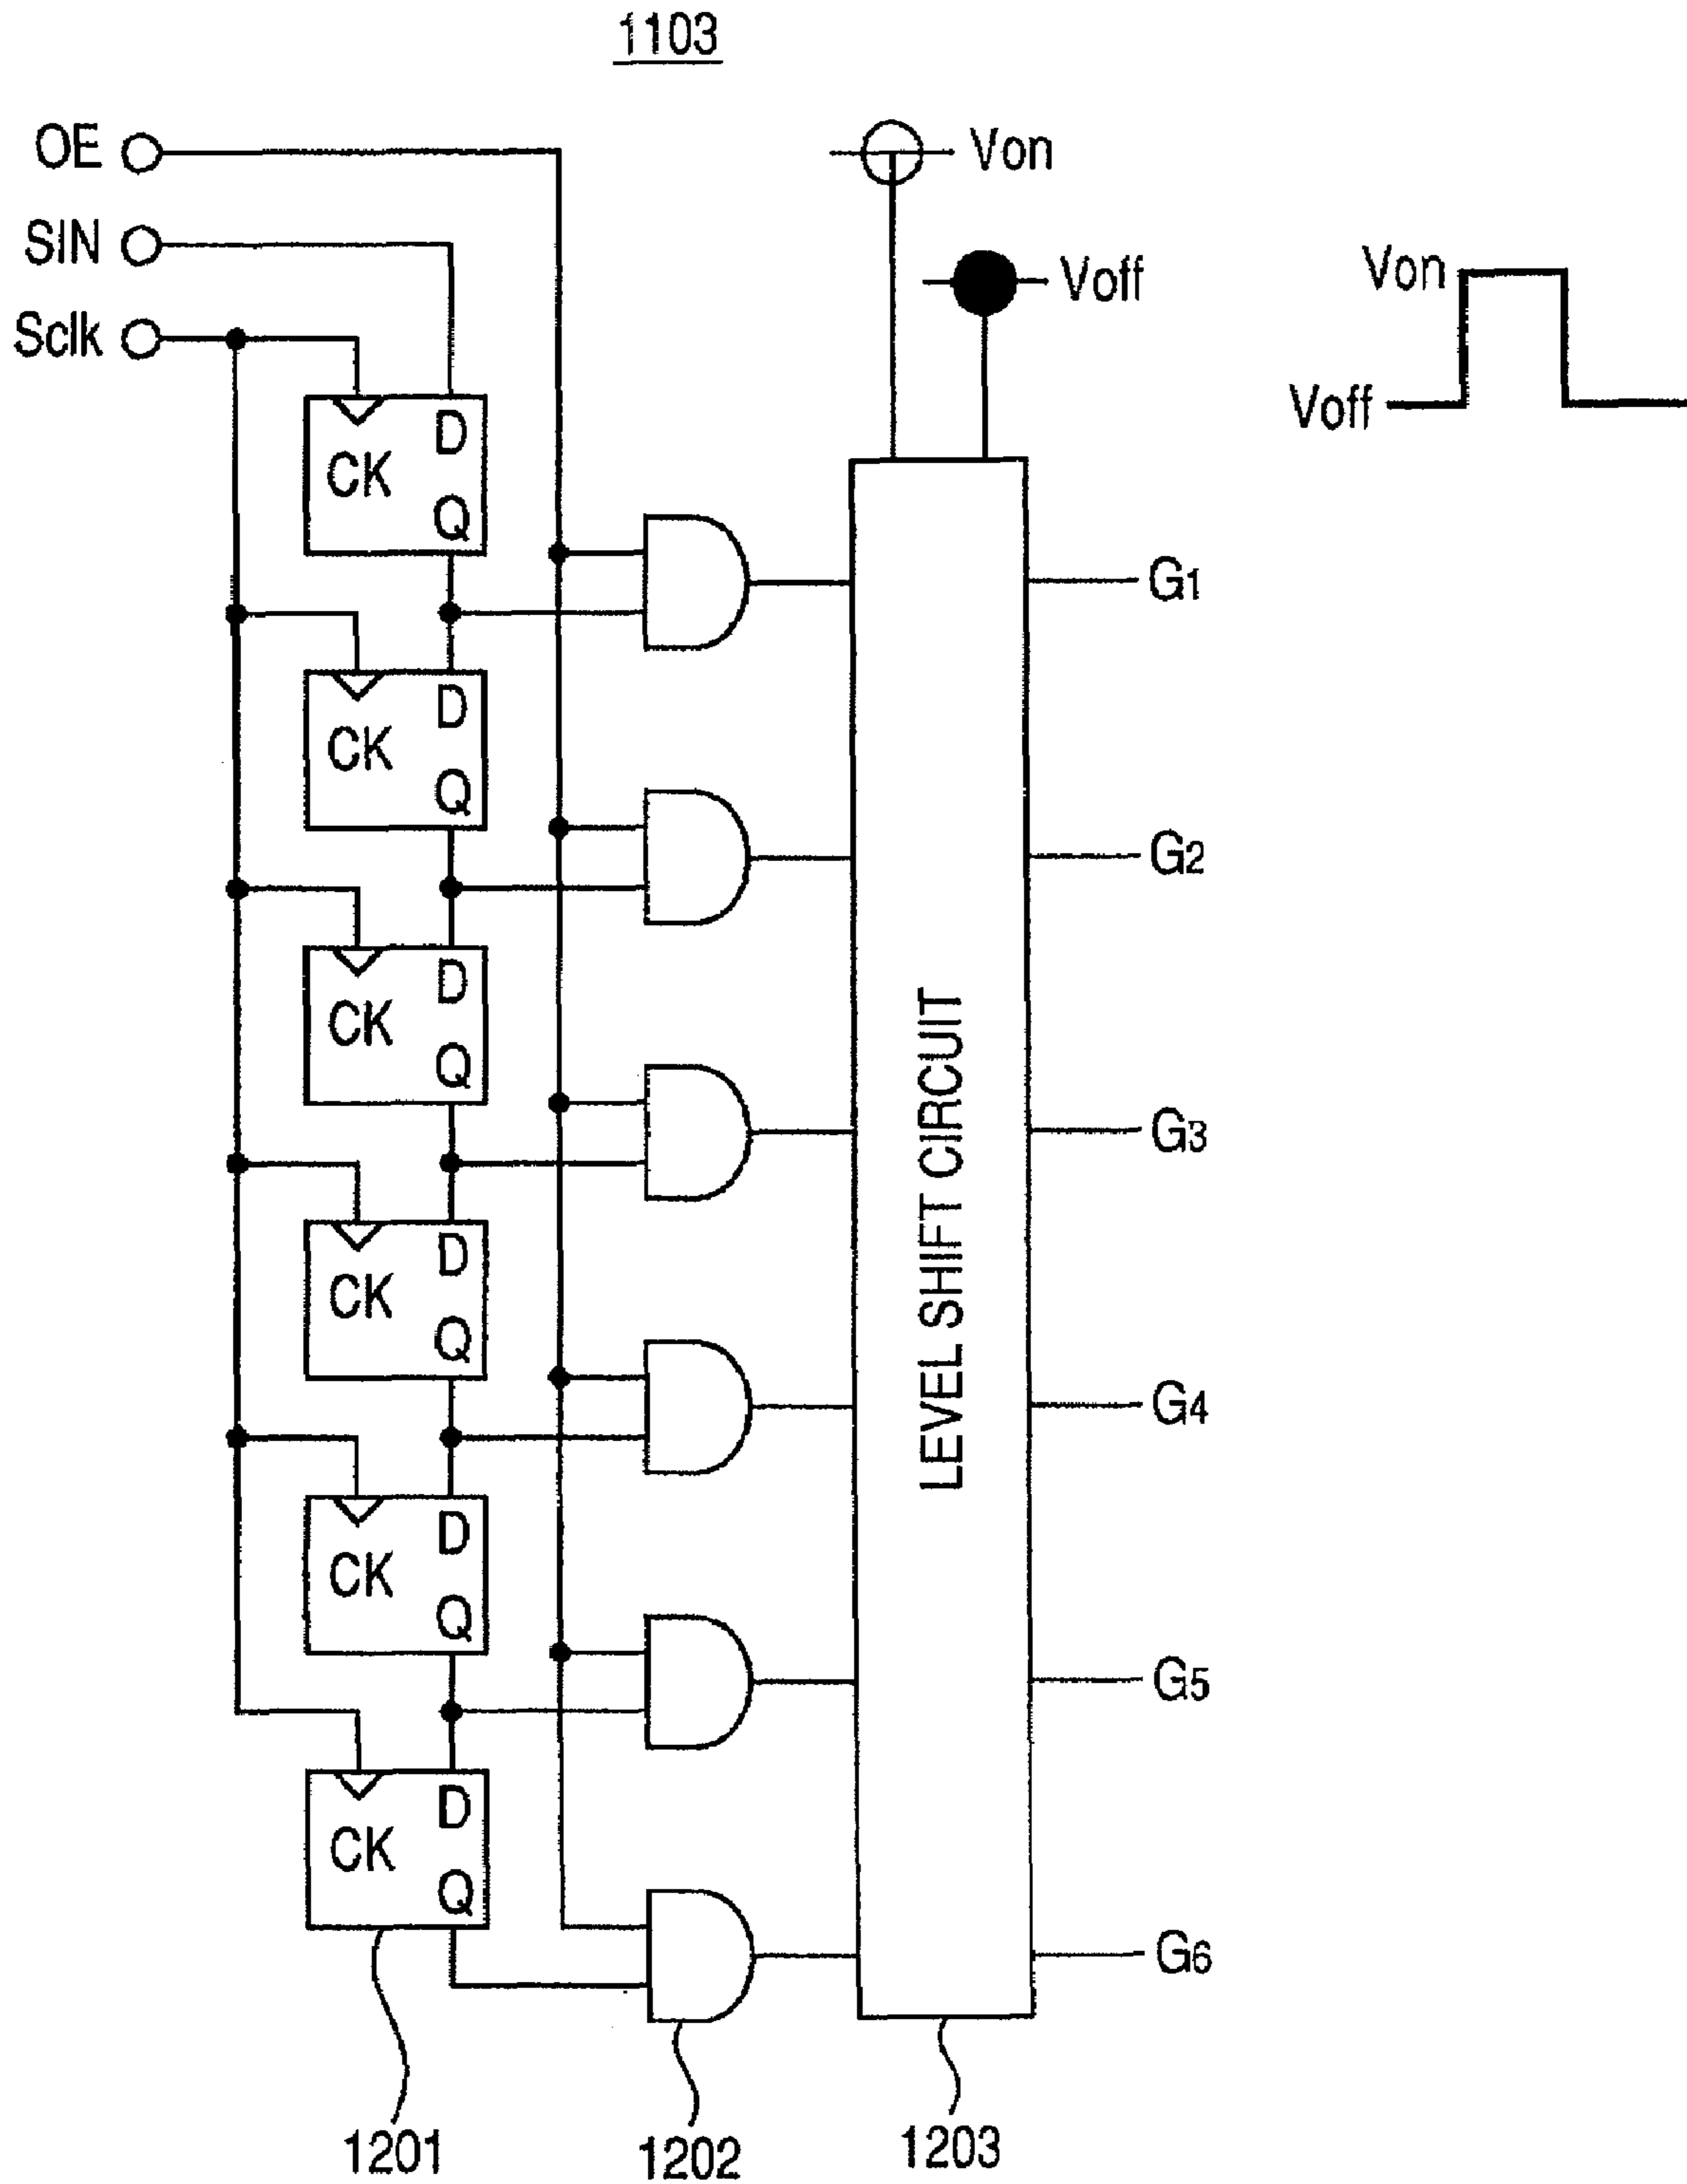 1103
OE
Von
SIN
Voff
Von
Sclk
Voff
D
CK
Q
G1
D
CK
Q
G2
D
CK
Q
G3
D
CK
Q
G4
D
CK
Q
G5
D
CK
Q
G6
LEVEL SHIFT CIRCUIT
1201
1202
1203